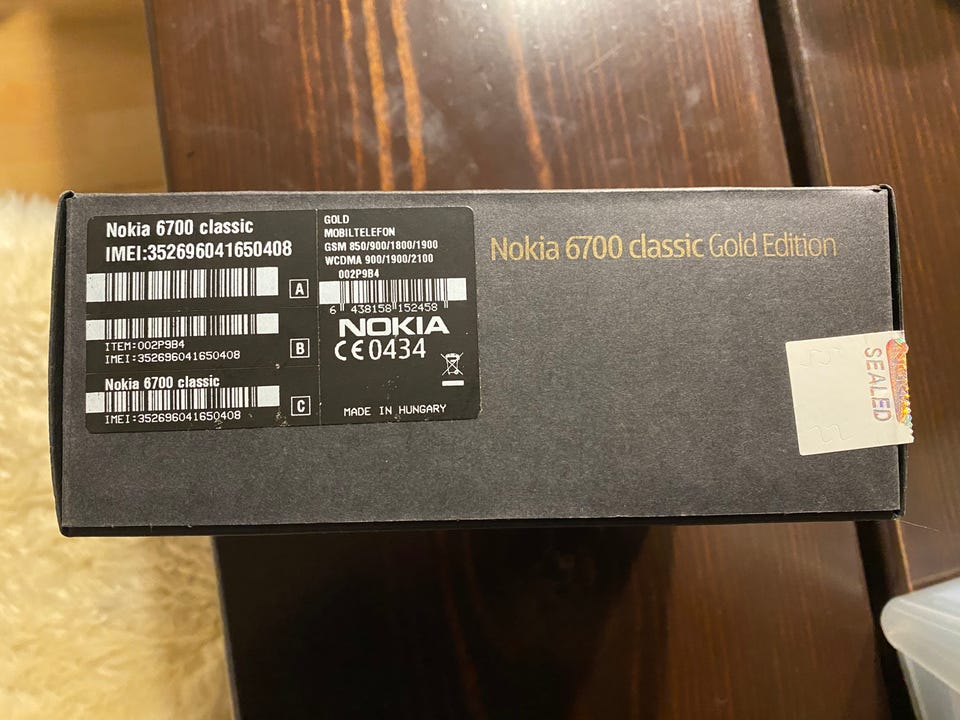 Nokia 6700 classic
IMEI:352696041650408
A
ITEM:002P9B4
IMEI:352696041650408
B
Nokia 6700 classic
IMEI:352696041650408
C
GOLD
MOBILTELEFON
GSM 850/900/1800/1900
WCDMA 900/1900/2100
002P9B4
6 438158 152458
NOKIA
CE0434
MADE IN HUNGARY
Nokia 6700 classic Gold Edition
SEALED